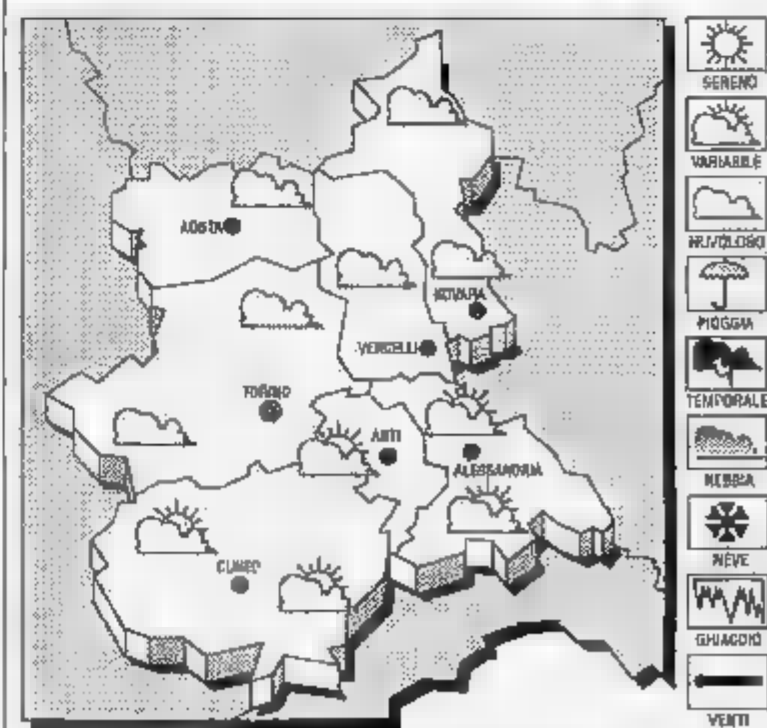 AOSTA
NOVARA
VERCELLI
TORINO
ASTI
ALESSANDRIA
CUNEO
SERENO
VARIABILE
NUVOLOSO
PIOGGIA
TEMPORALE
NEBBIA
NEVE
GHIACCIO
VENTI